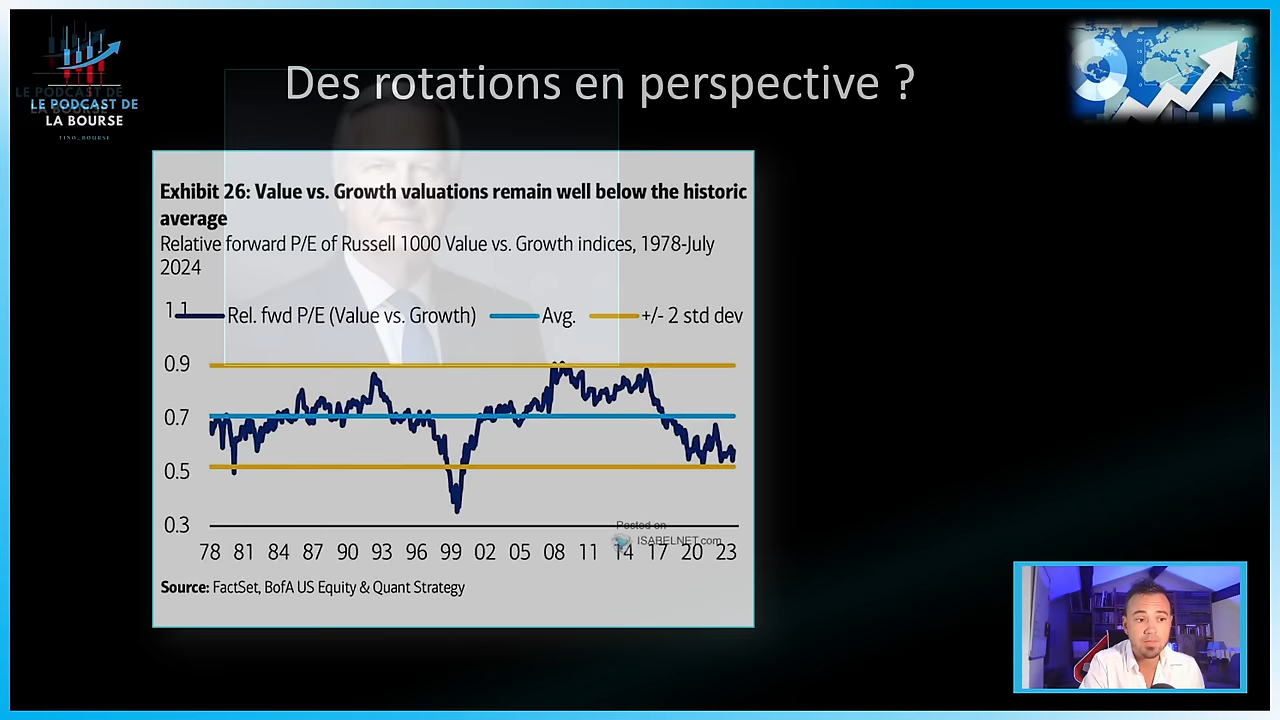 LE PODCAST DE
LA BOURSE
Des rotations en perspective ?
Exhibit 26: Value vs. Growth valuations remain well below the historic
average
Relative forward P/E of Russell 1000 Value vs. Growth indices, 1978-July
2024
1.1
Rel. fwd P/E (Value vs. Growth) Avg. +/- 2 std dev
0.9
0.7
0.5
0.3
Posted on
ISABELNET.com
78 81 84 87 90 93 96 99 02 05 08 11 14 17 20 23
Source: FactSet, BofA US Equity & Quant Strategy